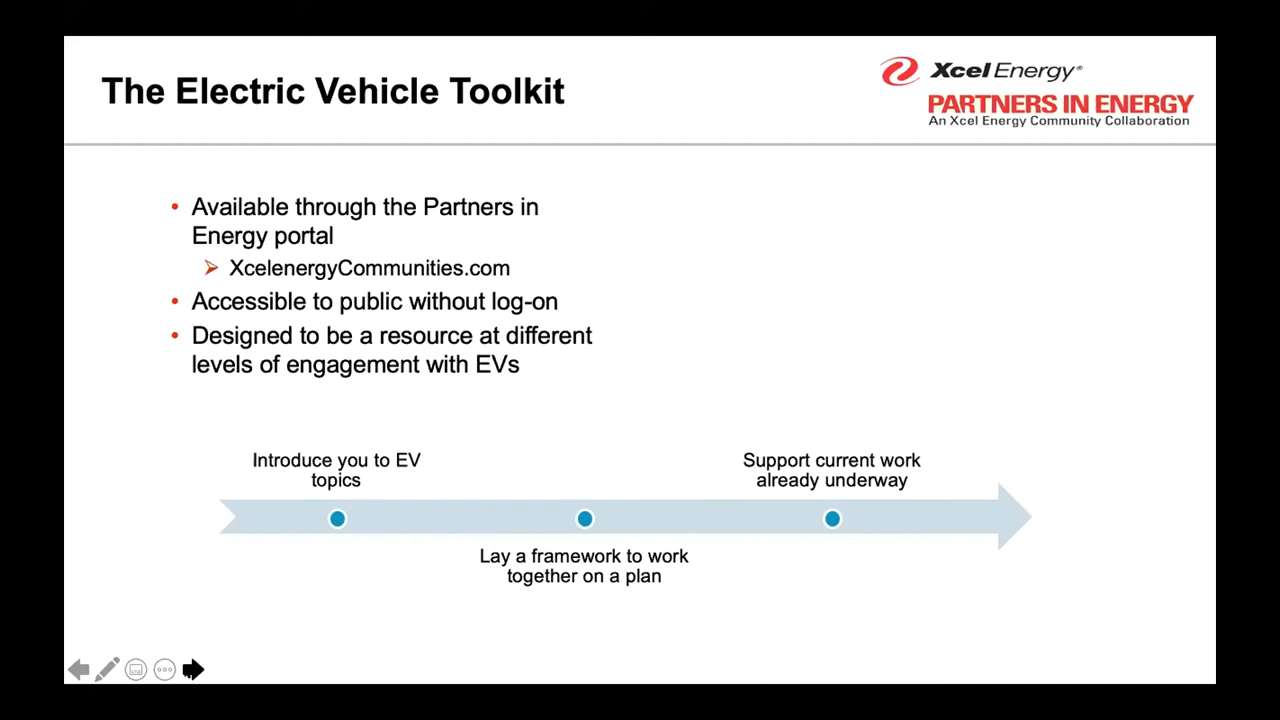 The Electric Vehicle Toolkit
Xcel Energy®
PARTNERS IN ENERGY
An Xcel Energy Community Collaboration
• Available through the Partners in
Energy portal
XcelenergyCommunities.com
• Accessible to public without log-on
• Designed to be a resource at different
levels of engagement with EVs
Introduce you to EV
topics
Support current work
already underway
Lay a framework to work
together on a plan